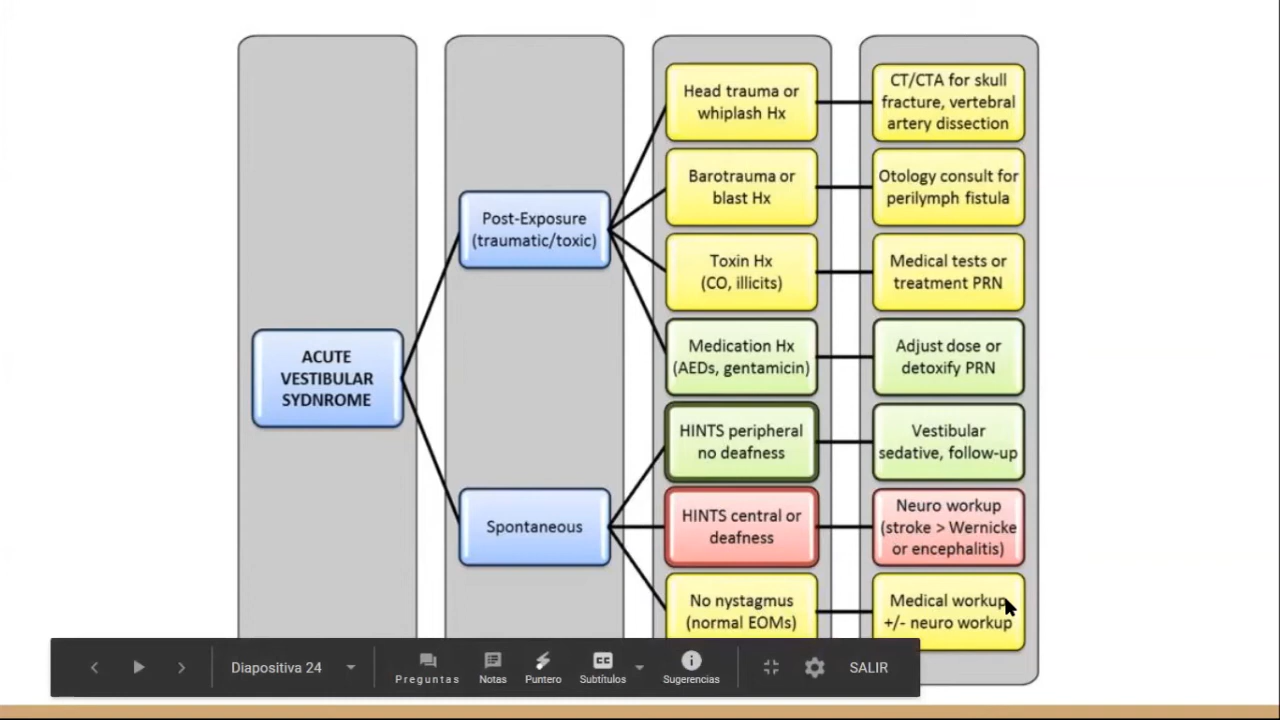 ACUTE
VESTIBULAR
SYDNROME
Post-Exposure
(traumatic/toxic)
Spontaneous
Head trauma or
whiplash Hx
Barotrauma or
blast Hx
Toxin Hx
(CO, illicits)
Medication Hx
(AEDs, gentamicin)
HINTS peripheral
no deafness
HINTS central or
deafness
No nystagmus
(normal EOMs)
CT/CTA for skull
fracture, vertebral
artery dissection
Otology consult for
perilymph fistula
Medical tests or
treatment PRN
Adjust dose or
detoxify PRN
Vestibular
sedative, follow-up
Neuro workup
(stroke > Wernicke
or encephalitis)
Medical workup
+/- neuro workup
Diapositiva 24
Preguntas
Notas
Puntero
CC
Subtítulos
Sugerencias
SALIR